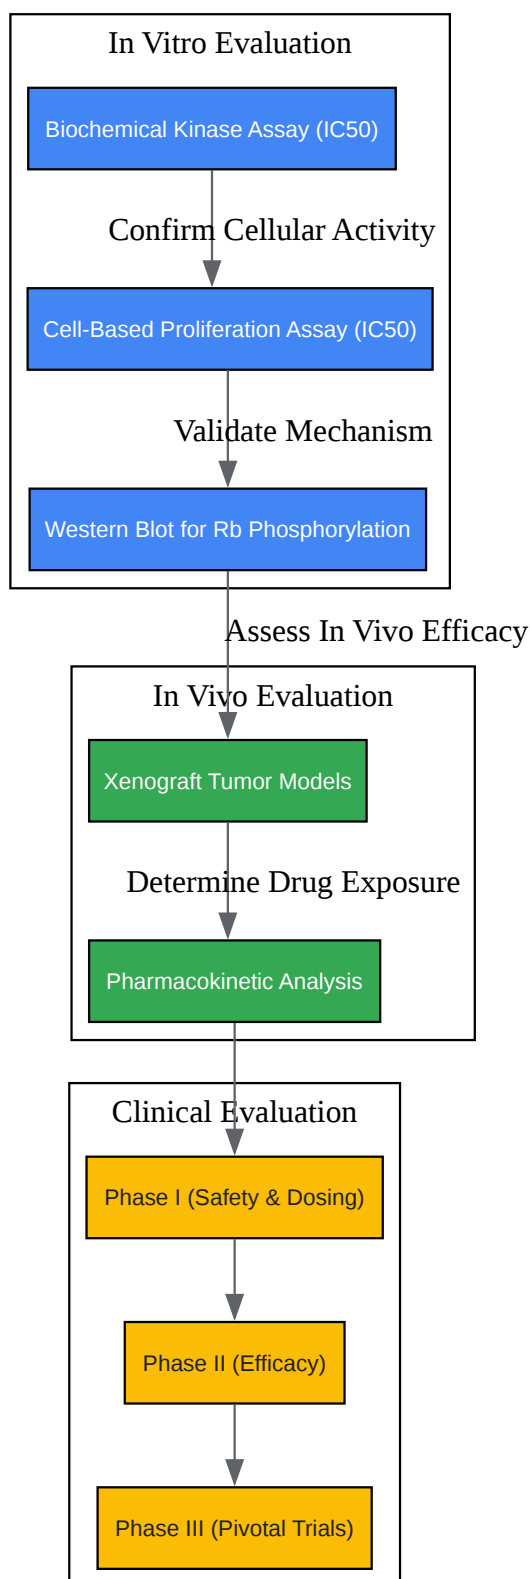 In Vitro Evaluation
Biochemical Kinase Assay (IC50)
Confirm Cellular Activity
Cell-Based Proliferation Assay (IC50)
Validate Mechanism
Western Blot for Rb Phosphorylation
Assess In Vivo Efficacy
In Vivo Evaluation
Xenograft Tumor Models
Determine Drug Exposure
Pharmacokinetic Analysis
Clinical Evaluation
Phase I (Safety & Dosing)
Phase II (Efficacy)
Phase III (Pivotal Trials)